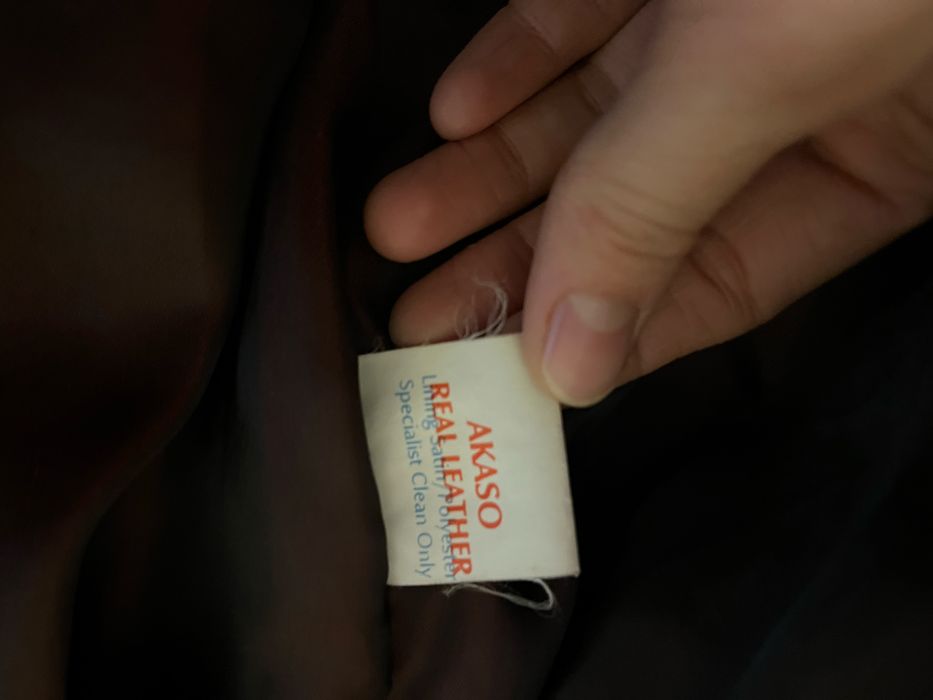 AKASO
REAL LEATHER
Lining Satin/Polyester
Specialist Clean Only